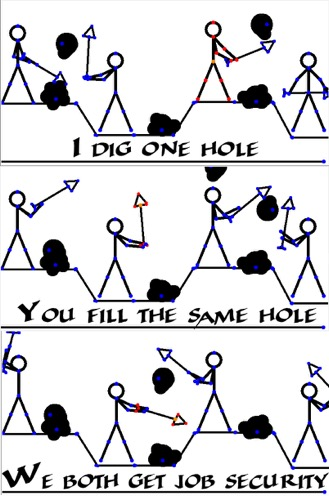 I DIG ONE HOLE
YOU FILL THE SAME HOLE
WE BOTH GET JOB SECURITY